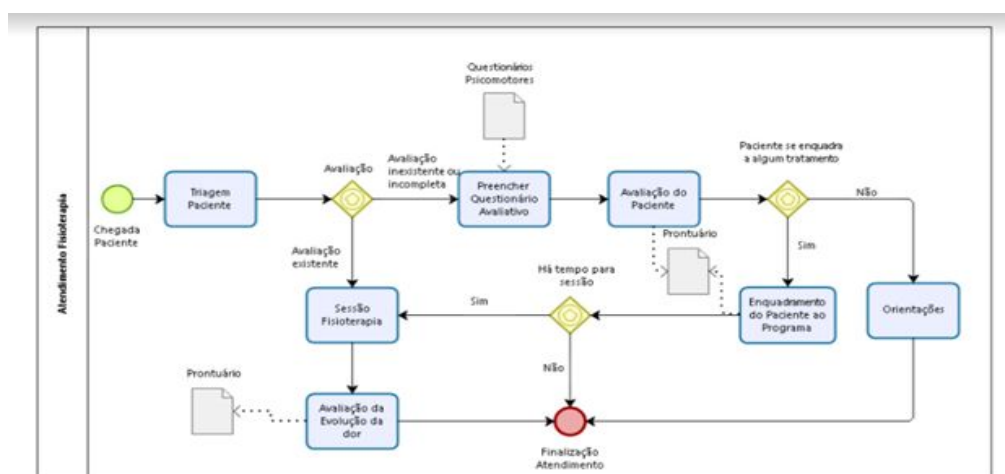 Atendimento Fisioterapia
Chegada
Paciente
Triagem
Paciente
Avaliação
Avaliação
inexistente ou
incompleta
Avaliação
existente
Questionários
Psicomotores
Preencher
Questionário
Avaliativo
Avaliação do
Paciente
Paciente se enquadra
a algum tratamento
Não
Sim
Prontuário
Enquadramento
do Paciente ao
Programa
Orientações
Há tempo para
sessão
Sim
Não
Sessão
Fisioterapia
Prontuário
Avaliação da
Evolução da
dor
Finalização
Atendimento